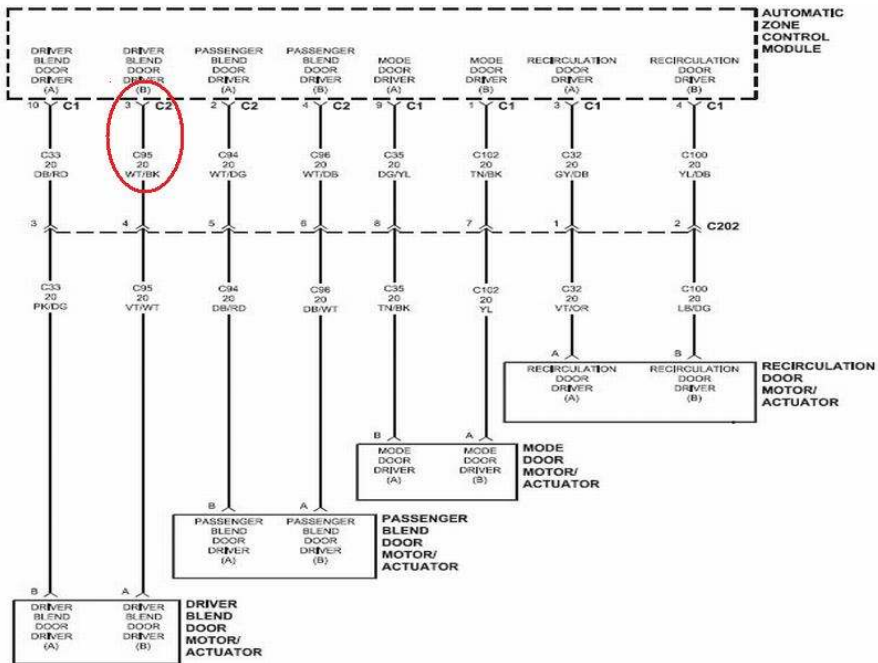 AUTOMATIC
ZONE
CONTROL
MODULE
DRIVER BLEND DOOR DRIVER (A)
DRIVER BLEND DOOR DRIVER (B)
PASSENGER BLEND DOOR DRIVER (A)
PASSENGER BLEND DOOR DRIVER (B)
MODE DOOR DRIVER (A)
MODE DOOR DRIVER (B)
RECIRCULATION DOOR DRIVER (A)
RECIRCULATION DOOR DRIVER (B)
10 C1 3 C2 2 C2 4 C2 9 C1 1 C1 3 C1 4 C1
C33 C95 C94 C96 C35 C102 C32 C100
20 20 20 20 20 20 20 20
DB/RD WT/BK WT/DG WT/DB DG/YL TN/BK GY/DB YL/DB
3 4 5 6 8 7 1 2 C202
C33 C95 C94 C96 C35 C102 C32 C100
20 20 20 20 20 20 20 20
PK/DG VT/WT DB/RD DB/WT TN/BK YL VT/OR LB/DG
A B
RECIRCULATION DOOR DRIVER (A)
RECIRCULATION DOOR DRIVER (B)
RECIRCULATION
DOOR
MOTOR/
ACTUATOR
B A
MODE DOOR DRIVER (A)
MODE DOOR DRIVER (B)
MODE
DOOR
MOTOR/
ACTUATOR
B A
PASSENGER BLEND DOOR DRIVER (A)
PASSENGER BLEND DOOR DRIVER (B)
PASSENGER
BLEND
DOOR
MOTOR/
ACTUATOR
B A
DRIVER BLEND DOOR DRIVER (A)
DRIVER BLEND DOOR DRIVER (B)
DRIVER
BLEND
DOOR
MOTOR/
ACTUATOR